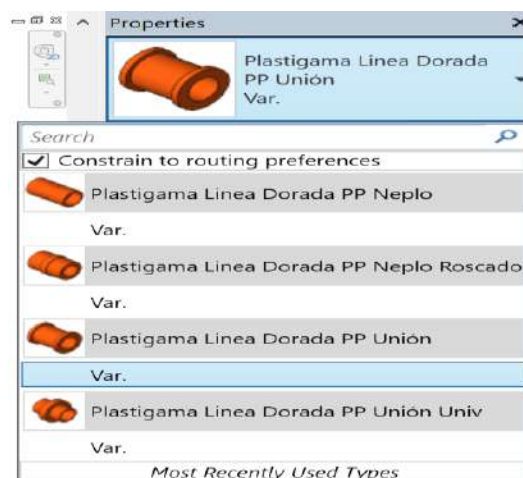 Properties
Plastigama Linea Dorada
PP Unión
Var.
Search
Constrain to routing preferences
Plastigama Linea Dorada PP Neplo
Var.
Plastigama Linea Dorada PP Neplo Roscado
Var.
Plastigama Linea Dorada PP Unión
Var.
Plastigama Linea Dorada PP Unión Univ
Var.
Most Recently Used Types